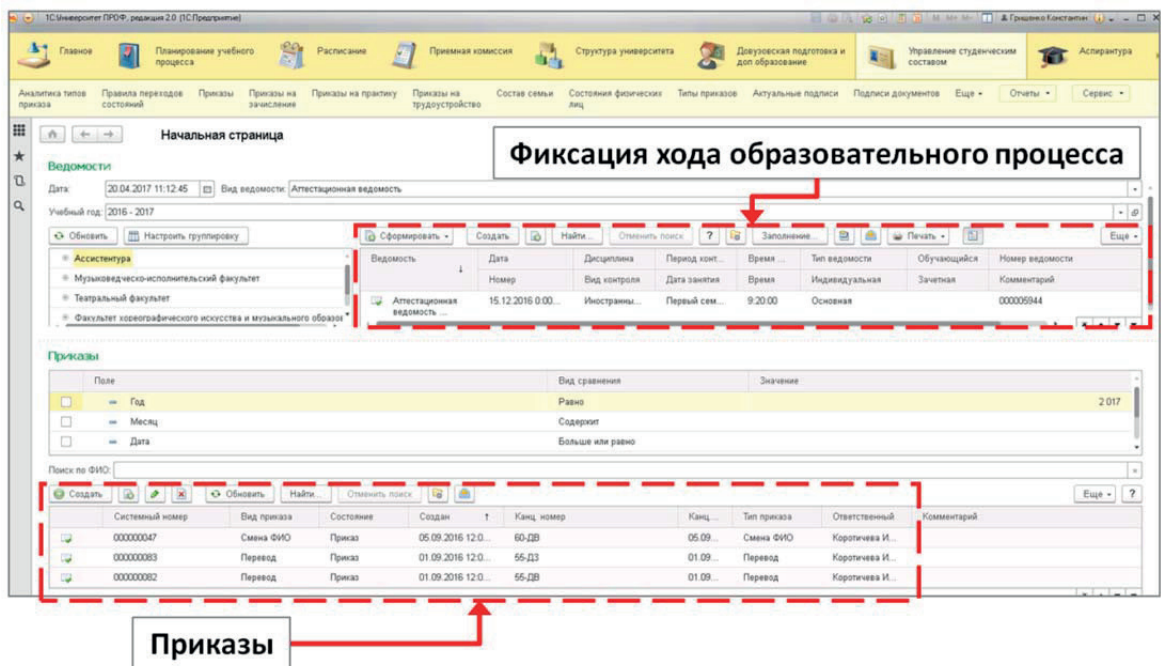 1С:Университет ПРОФ, редакция 2.0 (1С:Предприятие)
M M+ M-
Гриценко Константин
Главное
Планирование учебного
процесса
Расписание
Приемная комиссия
Структура университета
Довузовская подготовка и
доп образование
Управление студенческим
составом
Аспирантура
Аналитика типов
приказа
Правила переходов
состояний
Приказы
Приказы на
зачисление
Приказы на практику
Приказы на
трудоустройство
Состав семьи
Состояния физических
лиц
Типы приказов
Актуальные подписи
Подписи документов
Еще
Отчеты
Сервис
Начальная страница
Фиксация хода образовательного процесса
Ведомости
Дата: 20.04.2017 11:12:45 Вид ведомости: Аттестационная ведомость
Учебный год: 2016 - 2017
Обновить Настроить группировку
Сформировать Создать Найти... Отменить поиск ? Заполнение... Печать Еще
Ассистентура
Музыковедческо-исполнительский факультет
Театральный факультет
Факультет хореографического искусства и музыкального образов
Ведомость Дата Дисциплина Период конт... Время ... Тип ведомости Обучающийся Номер ведомости
Номер Вид контроля Дата занятия Время Индивидуальная Зачетная Комментарий
Аттестационная
ведомость ...
15.12.2016 0:00... Иностранны... Первый сем... 9:20:00 Основная 000005944
Приказы
Поле Вид сравнения Значение
Год Равно 2 017
Месяц Содержит
Дата Больше или равно
Поиск по ФИО:
Создать Обновить Найти... Отменить поиск Еще ?
Системный номер Вид приказа Состояние Создан Канц. номер Канц.... Тип приказа Ответственный Комментарий
000000047 Смена ФИО Приказ 05.09.2016 12:0... 60-ДВ 05.09... Смена ФИО Коротичева И...
000000083 Перевод Приказ 01.09.2016 12:0... 55-ДЗ 01.09... Перевод Коротичева И...
000000082 Перевод Приказ 01.09.2016 12:0... 55-ДВ 01.09... Перевод Коротичева И...
Приказы